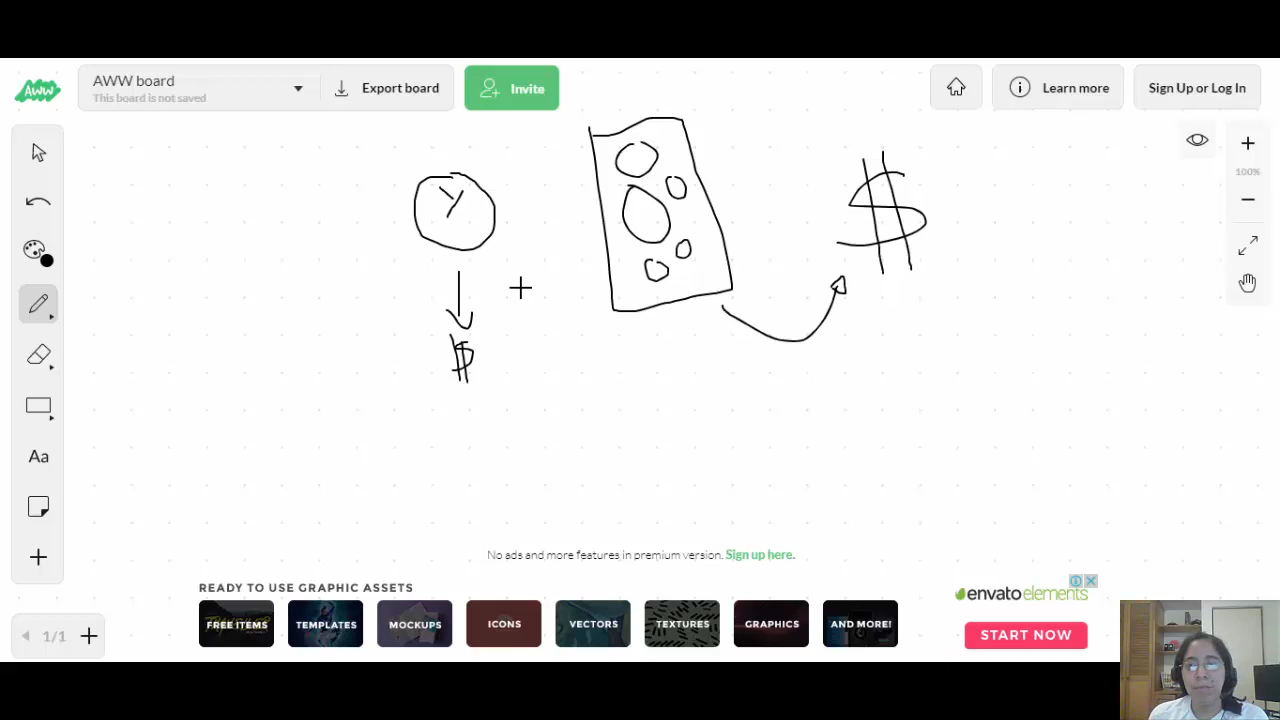 AWW
AWW board
This board is not saved
Export board
Invite
Learn more
Sign Up or Log In
100%
$
$
Aa
No ads and more features in premium version. Sign up here.
READY TO USE GRAPHIC ASSETS
FREE ITEMS
TEMPLATES
MOCKUPS
ICONS
VECTORS
TEXTURES
GRAPHICS
AND MORE!
envato elements
START NOW
1/1